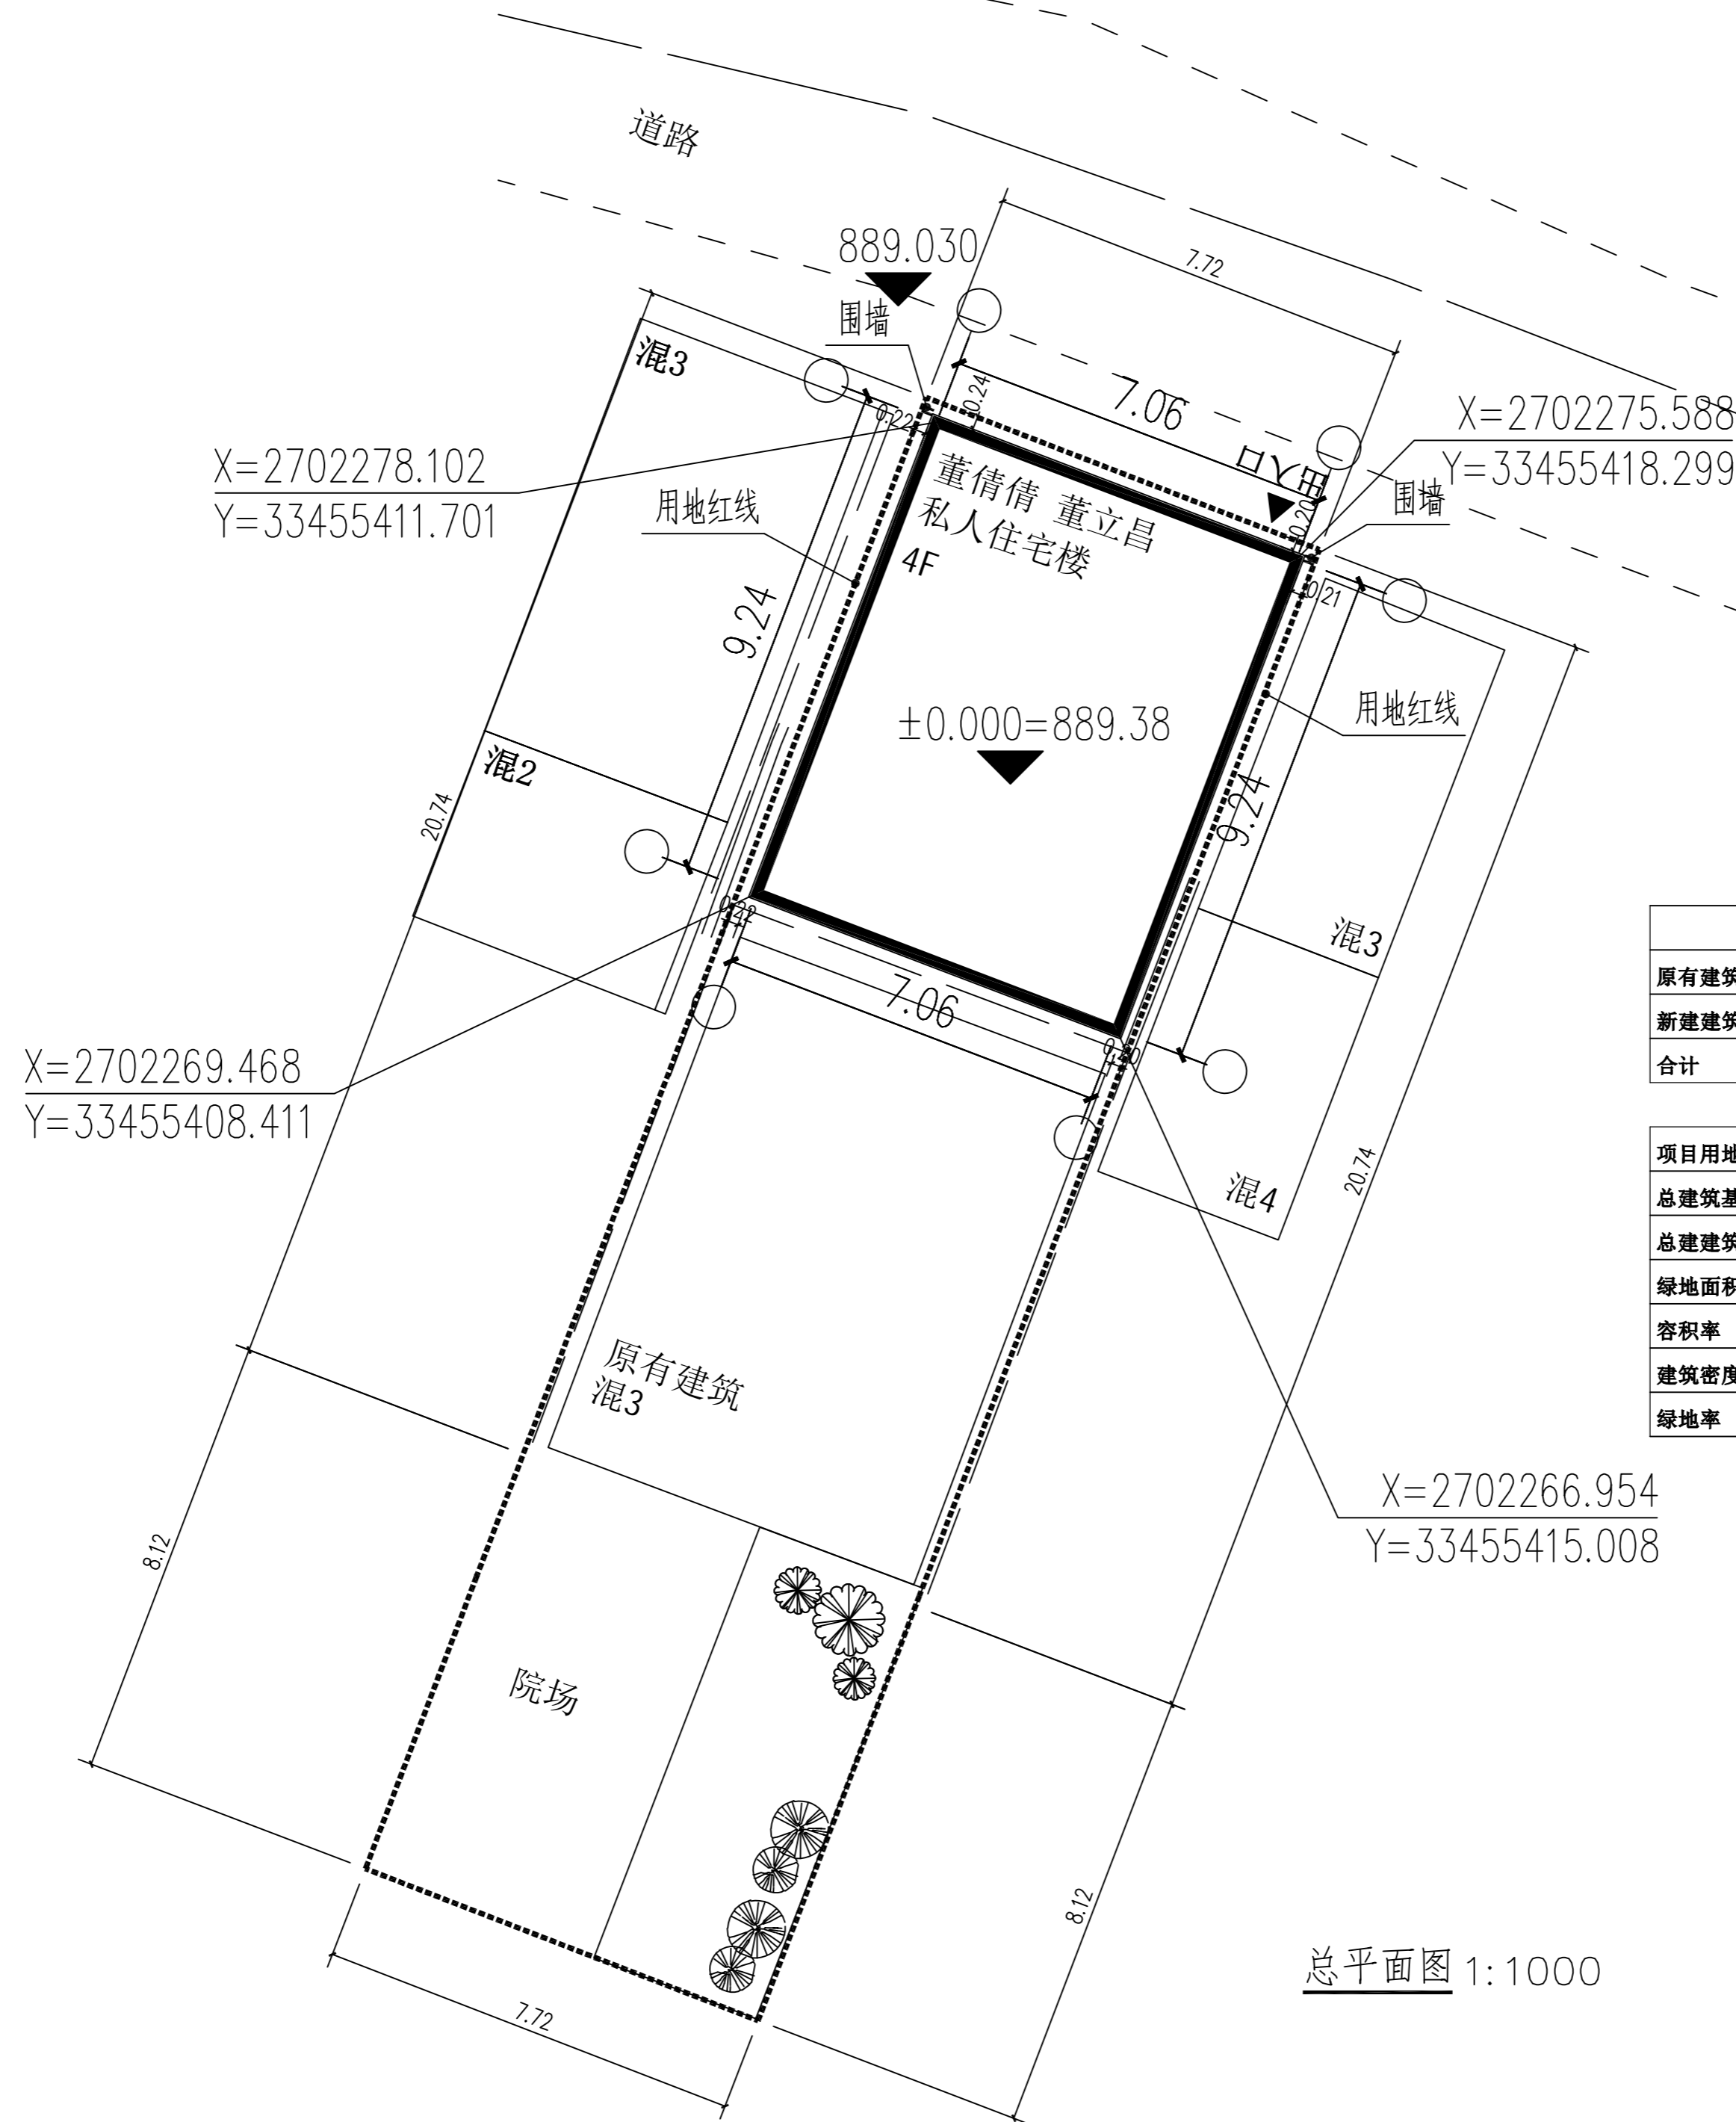 道路
889.030
围墙
7.72
混3
0.22
0.24
7.06
出入口
X=2702275.588
Y=33455418.299
围墙
0.20
0.21
X=2702278.102
Y=33455411.701
用地红线
董倩倩 董立昌
私人住宅楼
4F
9.24
±0.000=889.38
用地红线
混2
20.74
9.24
混3
0.22
7.06
0.20
X=2702269.468
Y=33455408.411
混4
20.74
原有建筑
混3
X=2702266.954
Y=33455415.008
8.12
院场
8.12
7.72
总平面图 1:1000
原有建筑
新建建筑
合计
项目用地
总建筑基
总建建筑
绿地面积
容积率
建筑密度
绿地率